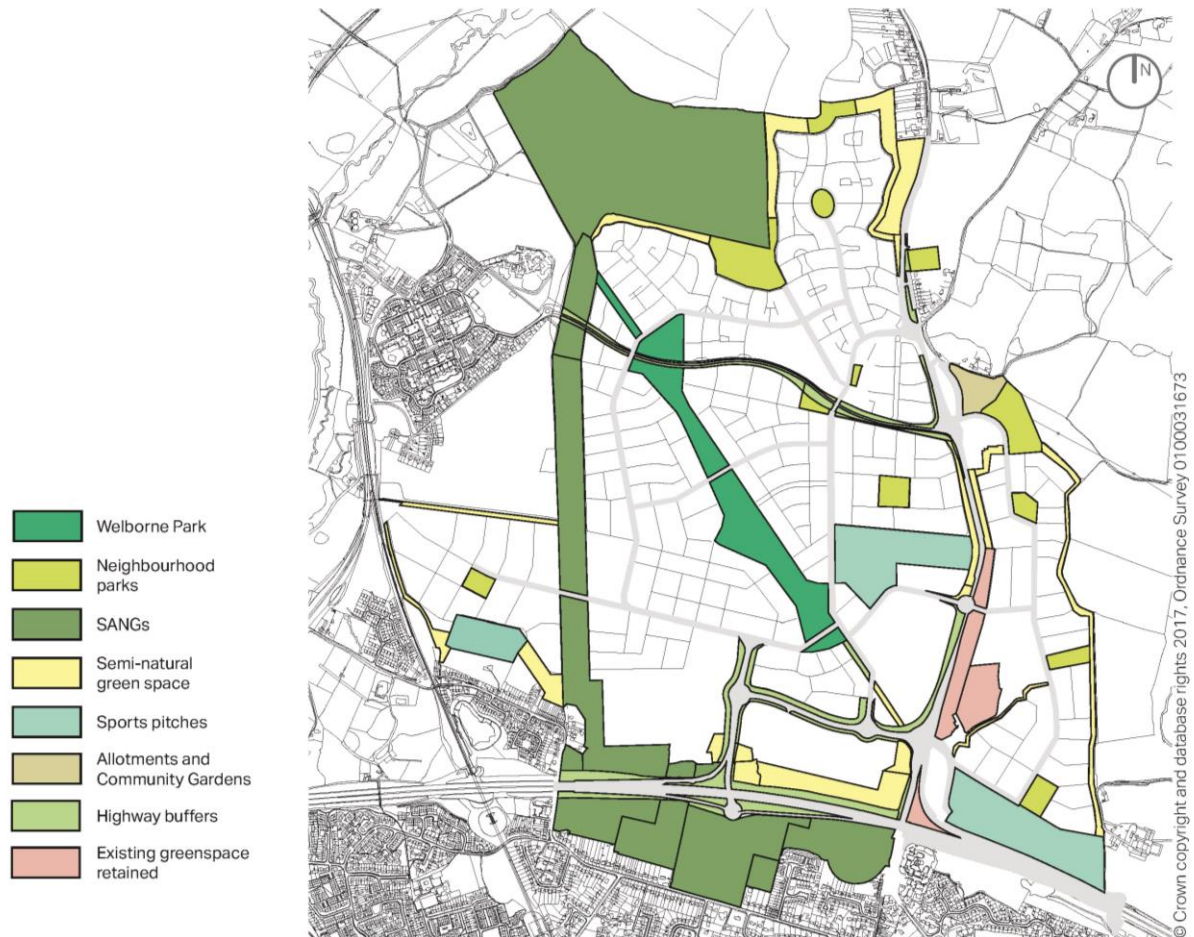 N
Welborne Park
Neighbourhood
parks
SANGs
Semi-natural
green space
Sports pitches
Allotments and
Community Gardens
Highway buffers
Existing greenspace
retained
© Crown copyright and database rights 2017, Ordnance Survey 0100031673